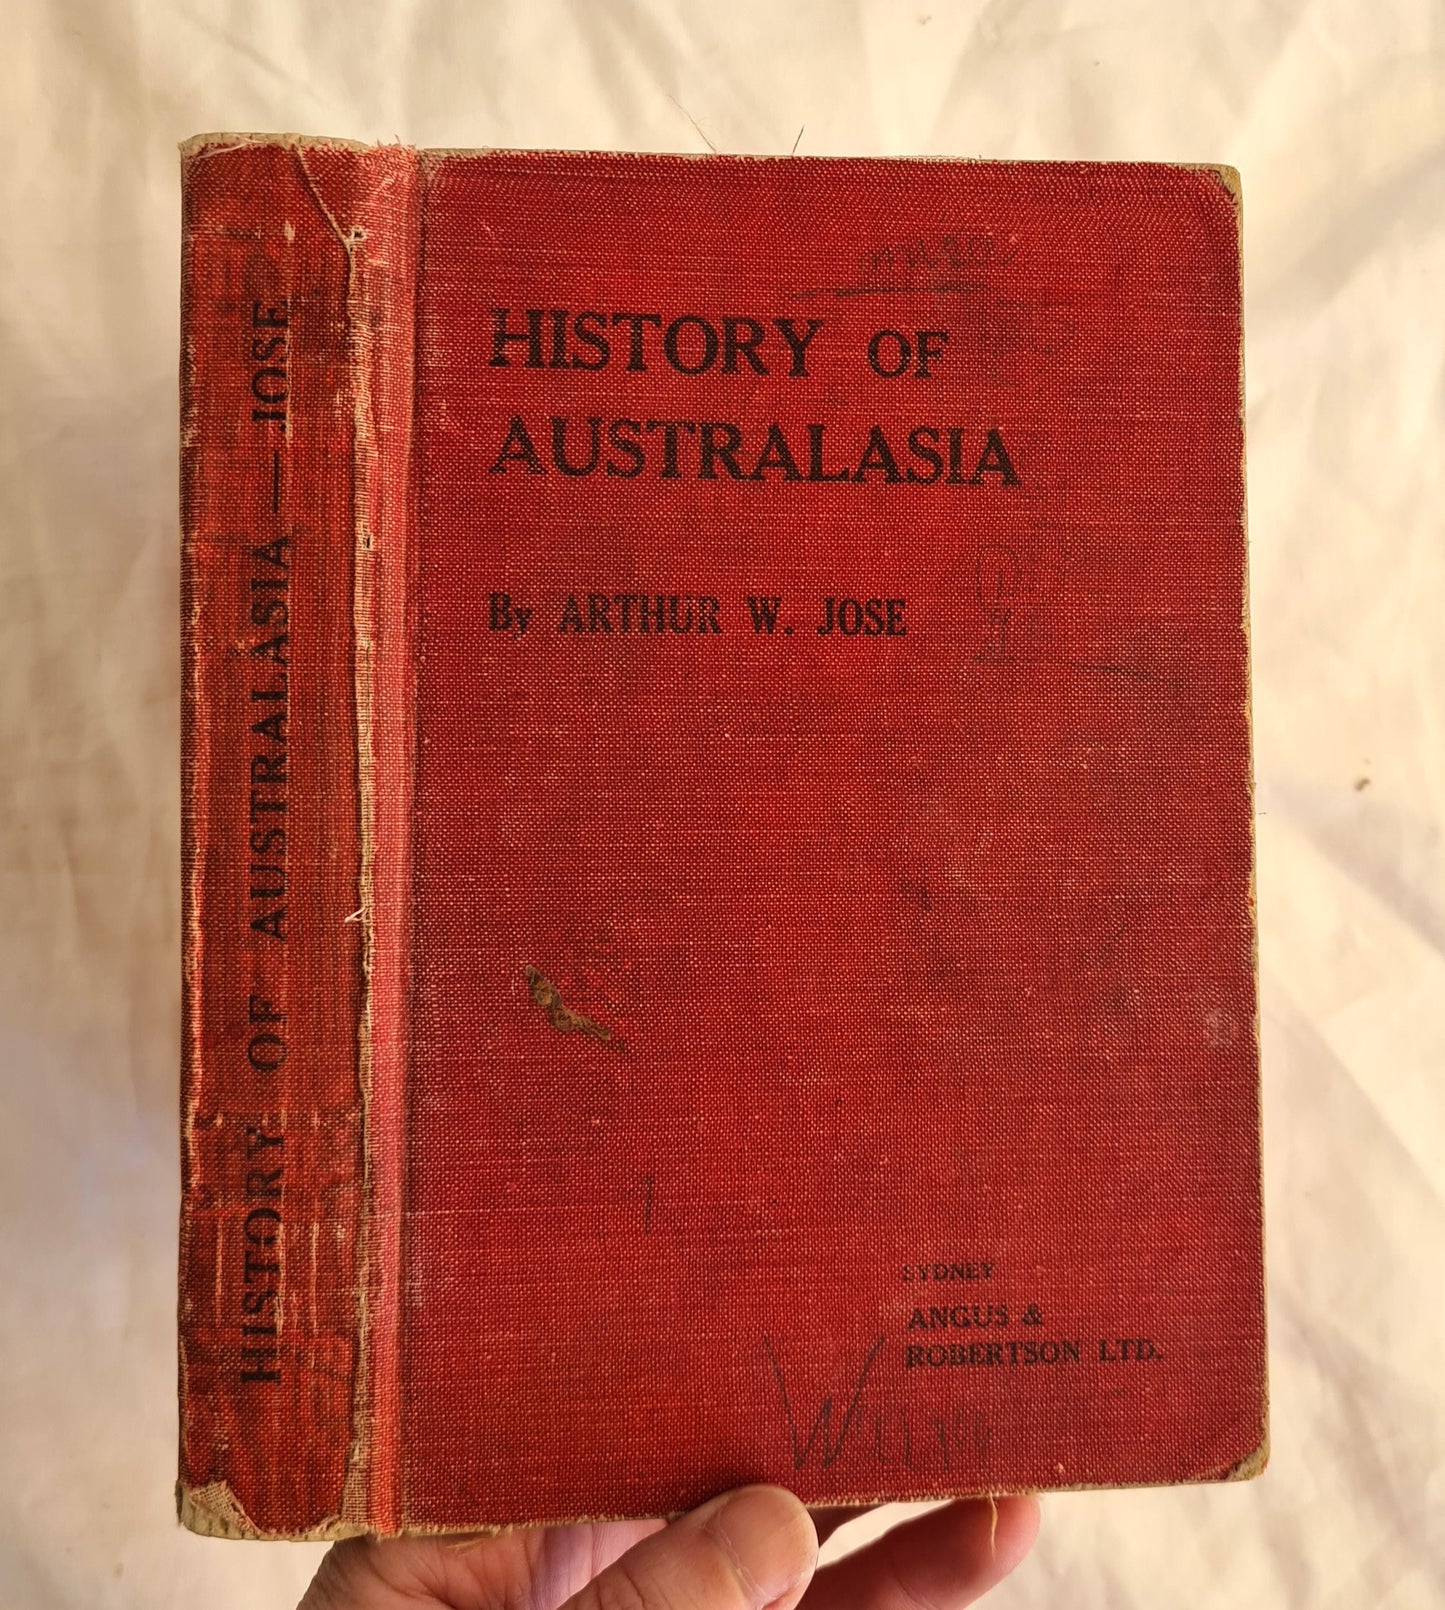 HISTORY OF AUSTRALASIA—JOSE
HISTORY OF
AUSTRALASIA
By ARTHUR W. JOSE
SYDNEY
ANGUS &
ROBERTSON LTD.